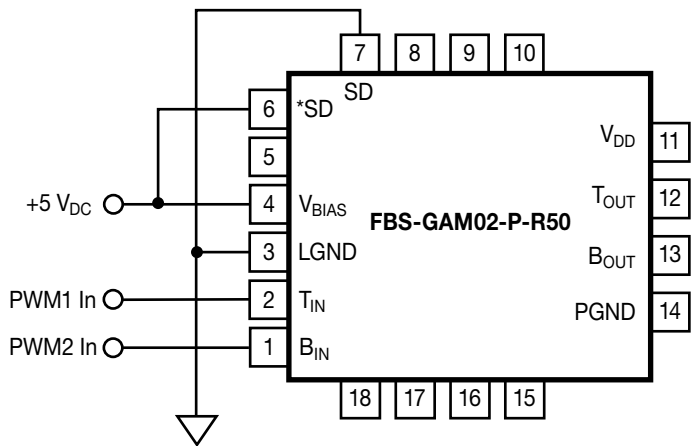 7 8 9 10
SD
6 *SD
5
+5 VDC 4 VBIAS
3 LGND
PWM1 In 2 TIN
PWM2 In 1 BIN
FBS-GAM02-P-R50
VDD 11
TOUT 12
BOUT 13
PGND 14
18 17 16 15